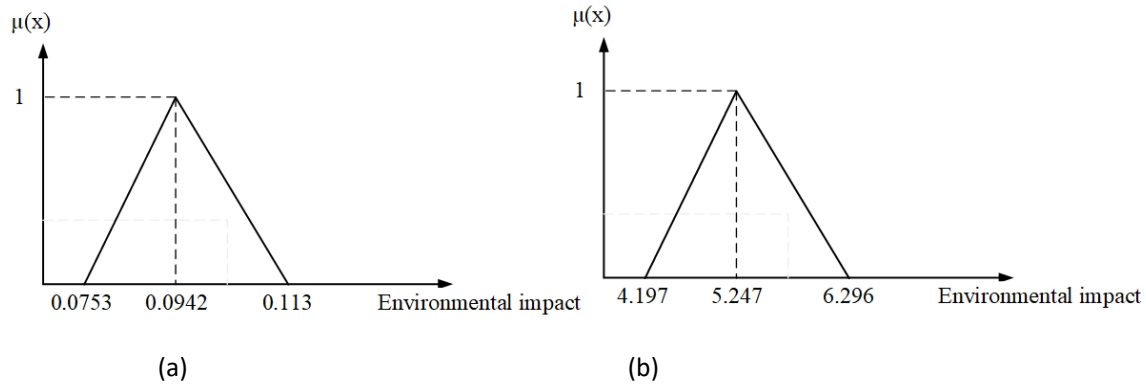 μ(x)
1
0.0753 0.0942 0.113 Environmental impact
(a)
μ(x)
1
4.197 5.247 6.296 Environmental impact
(b)